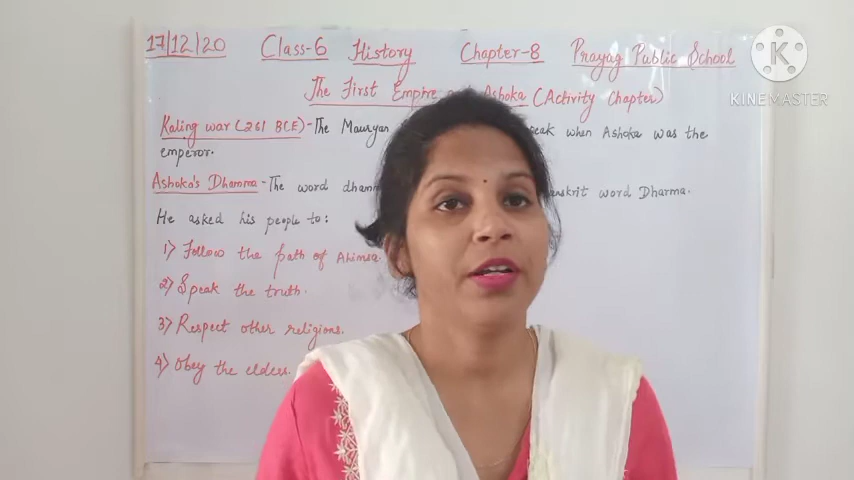 17/12/20 Class-6 History Chapter-8 Prayag Public School
The First Empire Ashoka (Activity Chapter)
Kaling war (261 BCE) - The Mauryan when Ashoka was the
emperor.
Ashoka's Dhamma - The word word Dharma.
He asked his people to:
1) Follow the path of Ahimsa
2) Speak the truth.
3) Respect other religions.
4) Obey the elders.
K
KINEMASTER